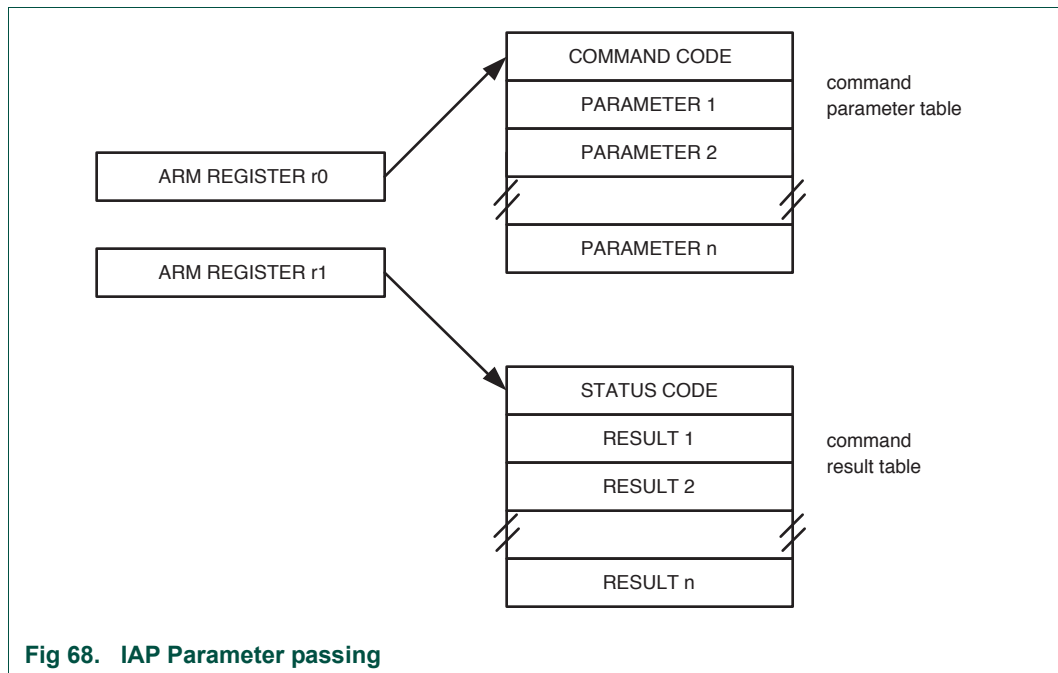 COMMAND CODE
PARAMETER 1
PARAMETER 2
PARAMETER n
command
parameter table
ARM REGISTER r0
ARM REGISTER r1
STATUS CODE
RESULT 1
RESULT 2
RESULT n
command
result table
Fig 68. IAP Parameter passing